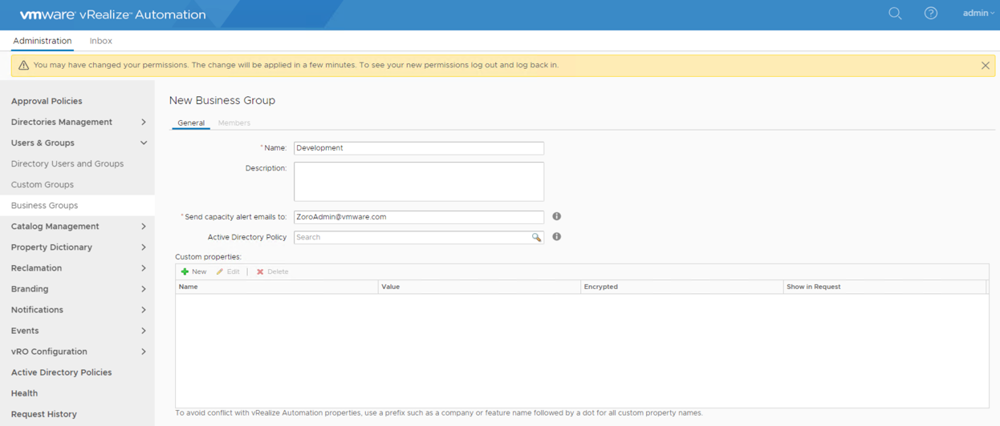 vmware® vRealize™ Automation
admin
Administration
Inbox
You may have changed your permissions. The change will be applied in a few minutes. To see your new permissions log out and log back in.
Approval Policies
Directories Management
Users & Groups
Directory Users and Groups
Custom Groups
Business Groups
Catalog Management
Property Dictionary
Reclamation
Branding
Notifications
Events
vRO Configuration
Active Directory Policies
Health
Request History
New Business Group
General
Members
*Name: Development
Description:
*Send capacity alert emails to: ZoroAdmin@vmware.com
Active Directory Policy Search
Custom properties:
New Edit | Delete
Name Value Encrypted Show in Request
To avoid conflict with vRealize Automation properties, use a prefix such as a company or feature name followed by a dot for all custom property names.